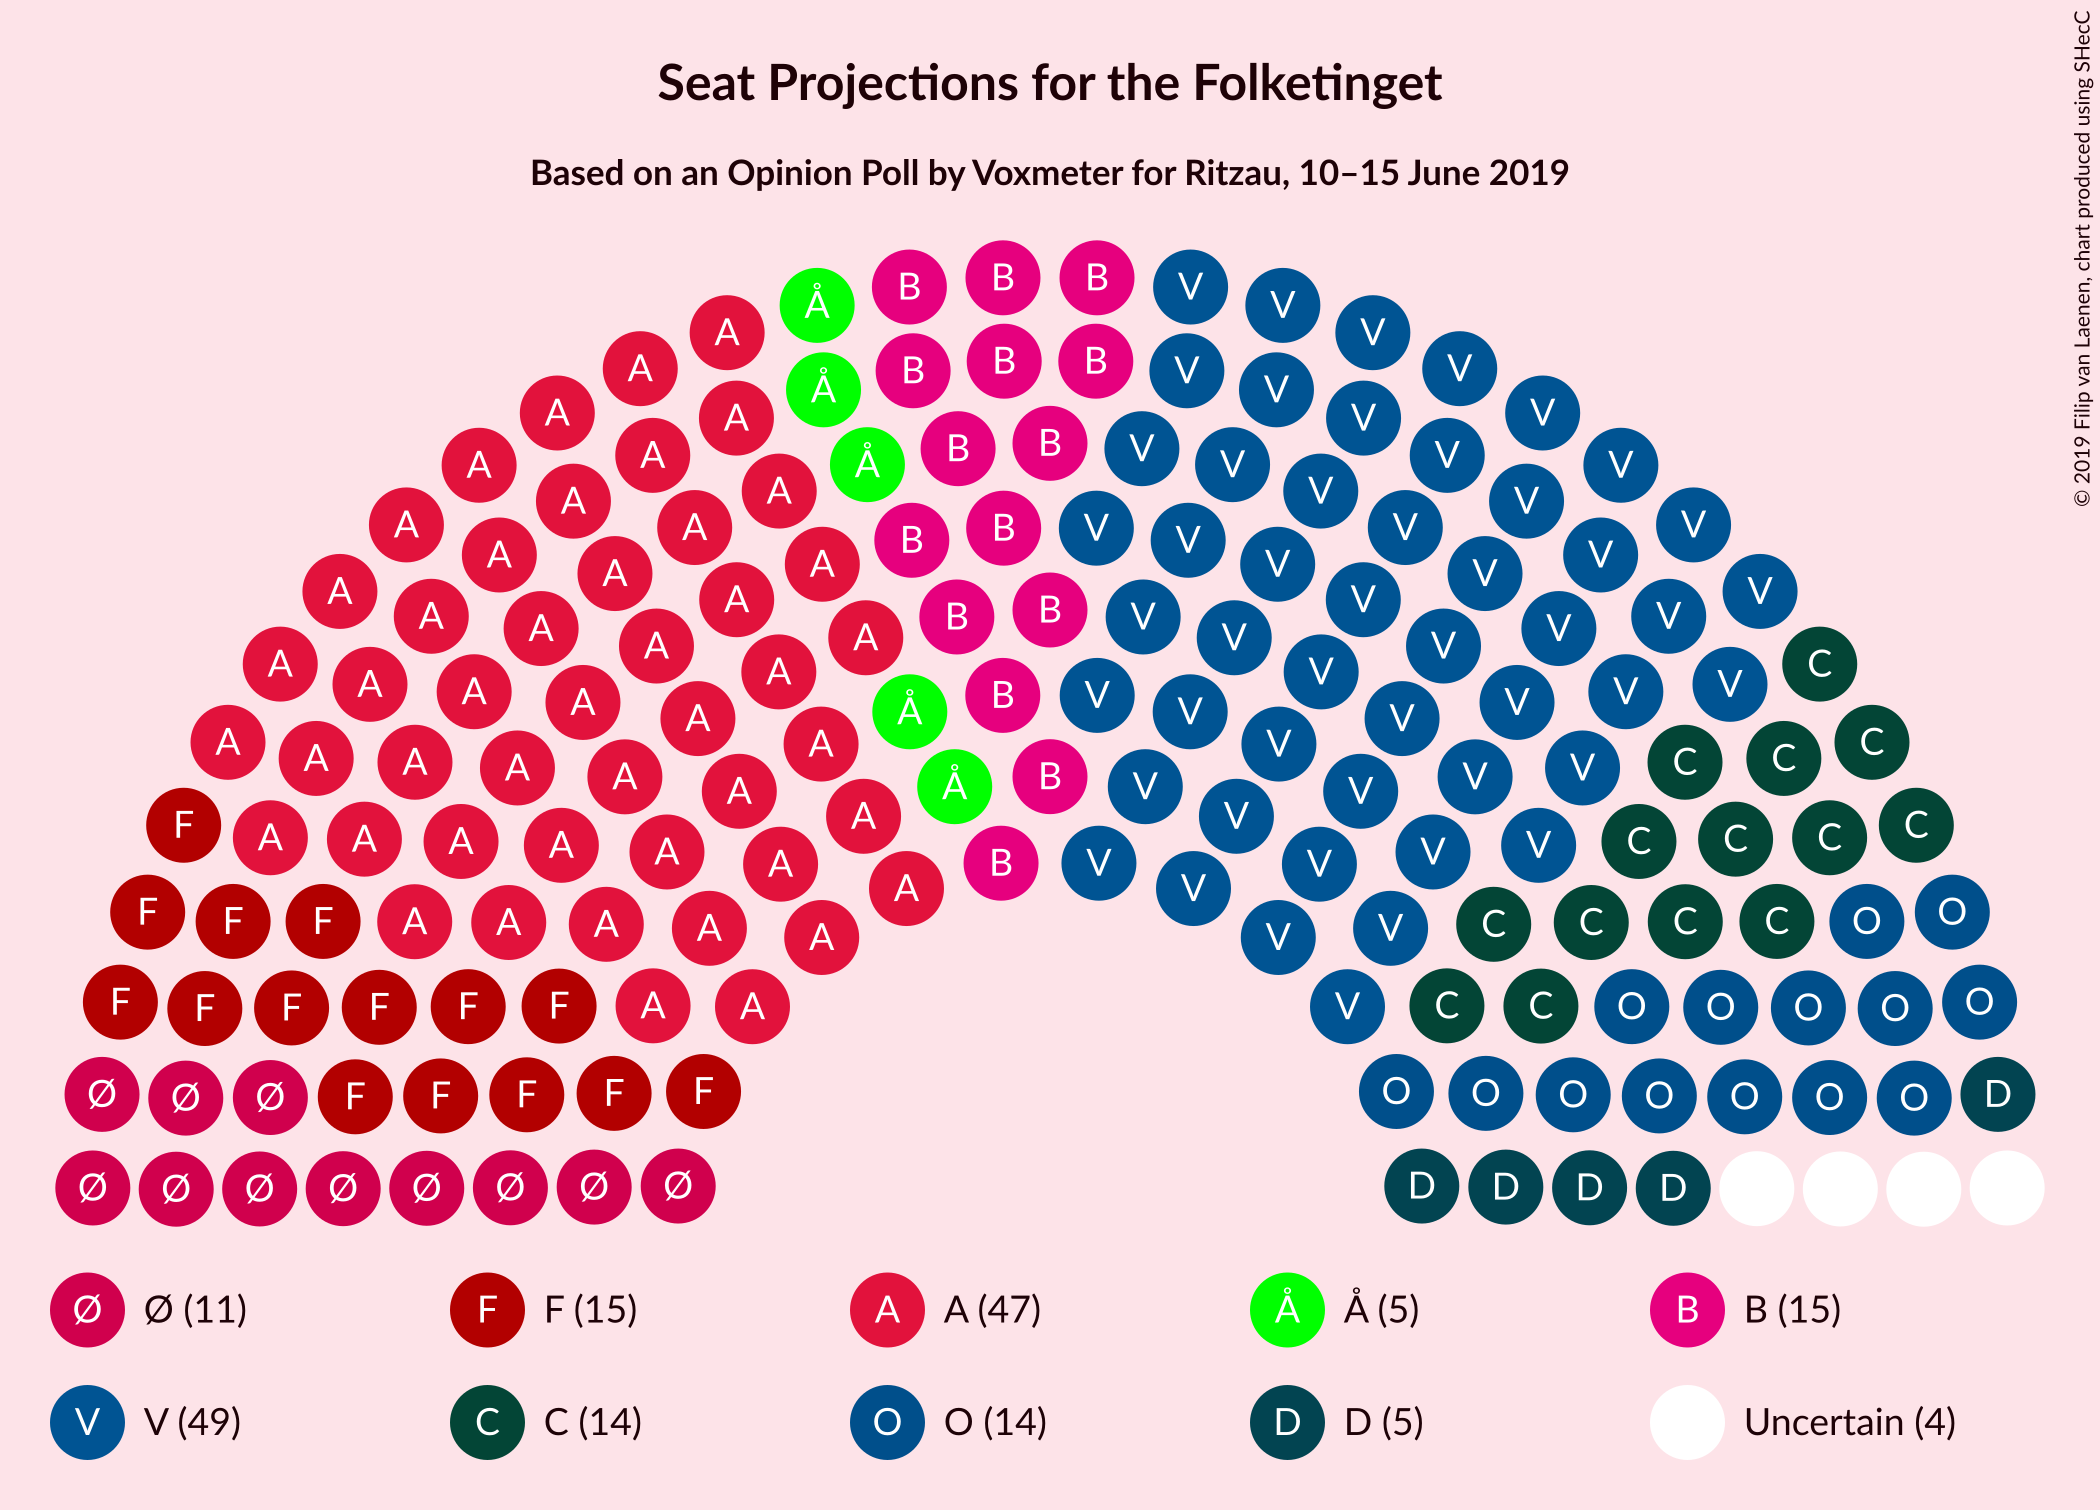 Seat Projections for the Folketinget
Based on an Opinion Poll by Voxmeter for Ritzau, 10–15 June 2019
© 2019 Filip van Laenen, chart produced using SHecC
Å B B B V V
A V
A Å B B B V V V
A A V V
A A Å B B V V V V
A A A V V V
A A A B B V V V V V
A A A A V V V V
A A A B B V V V V V
A A A A V V V C
A A A A Å B V V V V V V
A A A A A V V V C C C
A A A A Å B V V V V V V C
F A A A A A A A V V V V C C C C
A A A B V V V V
F F F A A A A A V V C C C C O O
F F F F F F A A V C C O O O O O
Ø Ø Ø F F F F F O O O O O O O D
Ø Ø Ø Ø Ø Ø Ø Ø D D D D
Ø Ø (11) F F (15) A A (47) Å Å (5) B B (15)
V V (49) C C (14) O O (14) D D (5) Uncertain (4)